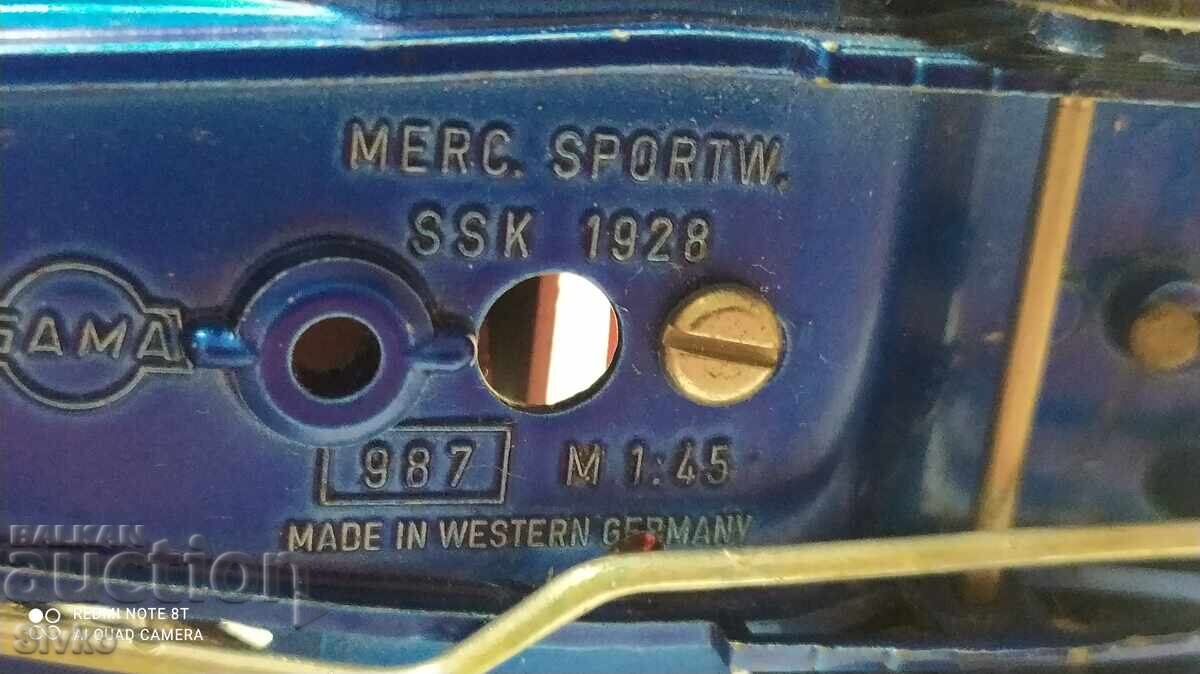 MERC. SPORTW.
SSK 1928
GAMA
987 M 1:45
MADE IN WESTERN GERMANY
BALKAN
auction
REDMI NOTE 8T
AI QUAD CAMERA
SIVKO